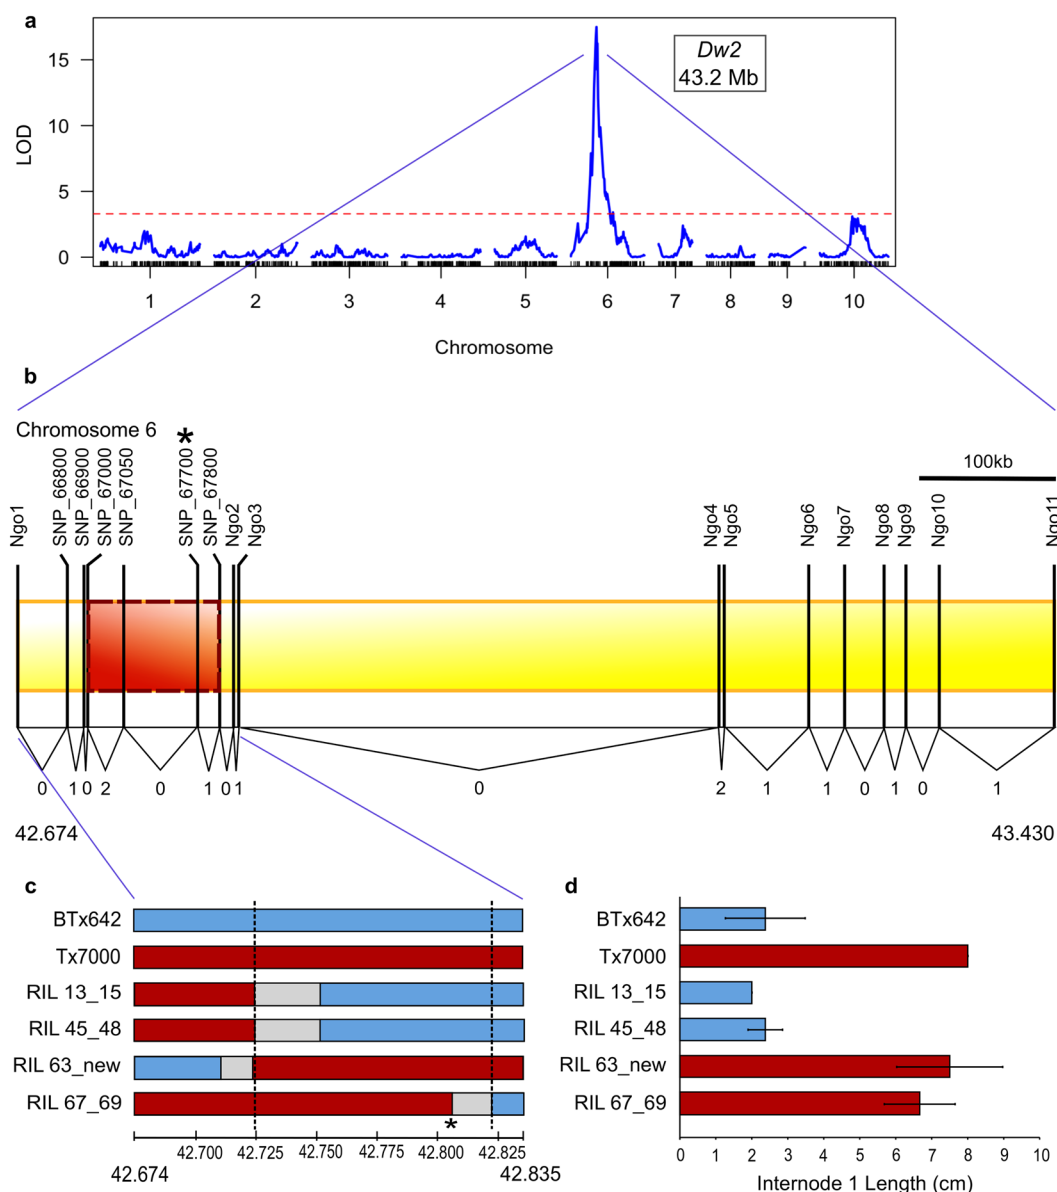 a
Dw2
43.2 Mb
15
10
5
0
LOD
1 2 3 4 5 6 7 8 9 10
Chromosome
b
Chromosome 6
*
100kb
Ngo1
SNP_66800
SNP_66900
SNP_67000
SNP_67050
SNP_67700
SNP_67800
Ngo2
Ngo3
Ngo4
Ngo5
Ngo6
Ngo7
Ngo8
Ngo9
Ngo10
Ngo11
0 1 0 2 0 1 0 1 0 2 1 1 0 1 0 1
42.674
43.430
c
BTx642
Tx7000
RIL 13_15
RIL 45_48
RIL 63_new
RIL 67_69
*
42.700 42.725 42.750 42.775 42.800 42.825
42.674
42.835
d
BTx642
Tx7000
RIL 13_15
RIL 45_48
RIL 63_new
RIL 67_69
0 1 2 3 4 5 6 7 8 9 10
Internode 1 Length (cm)